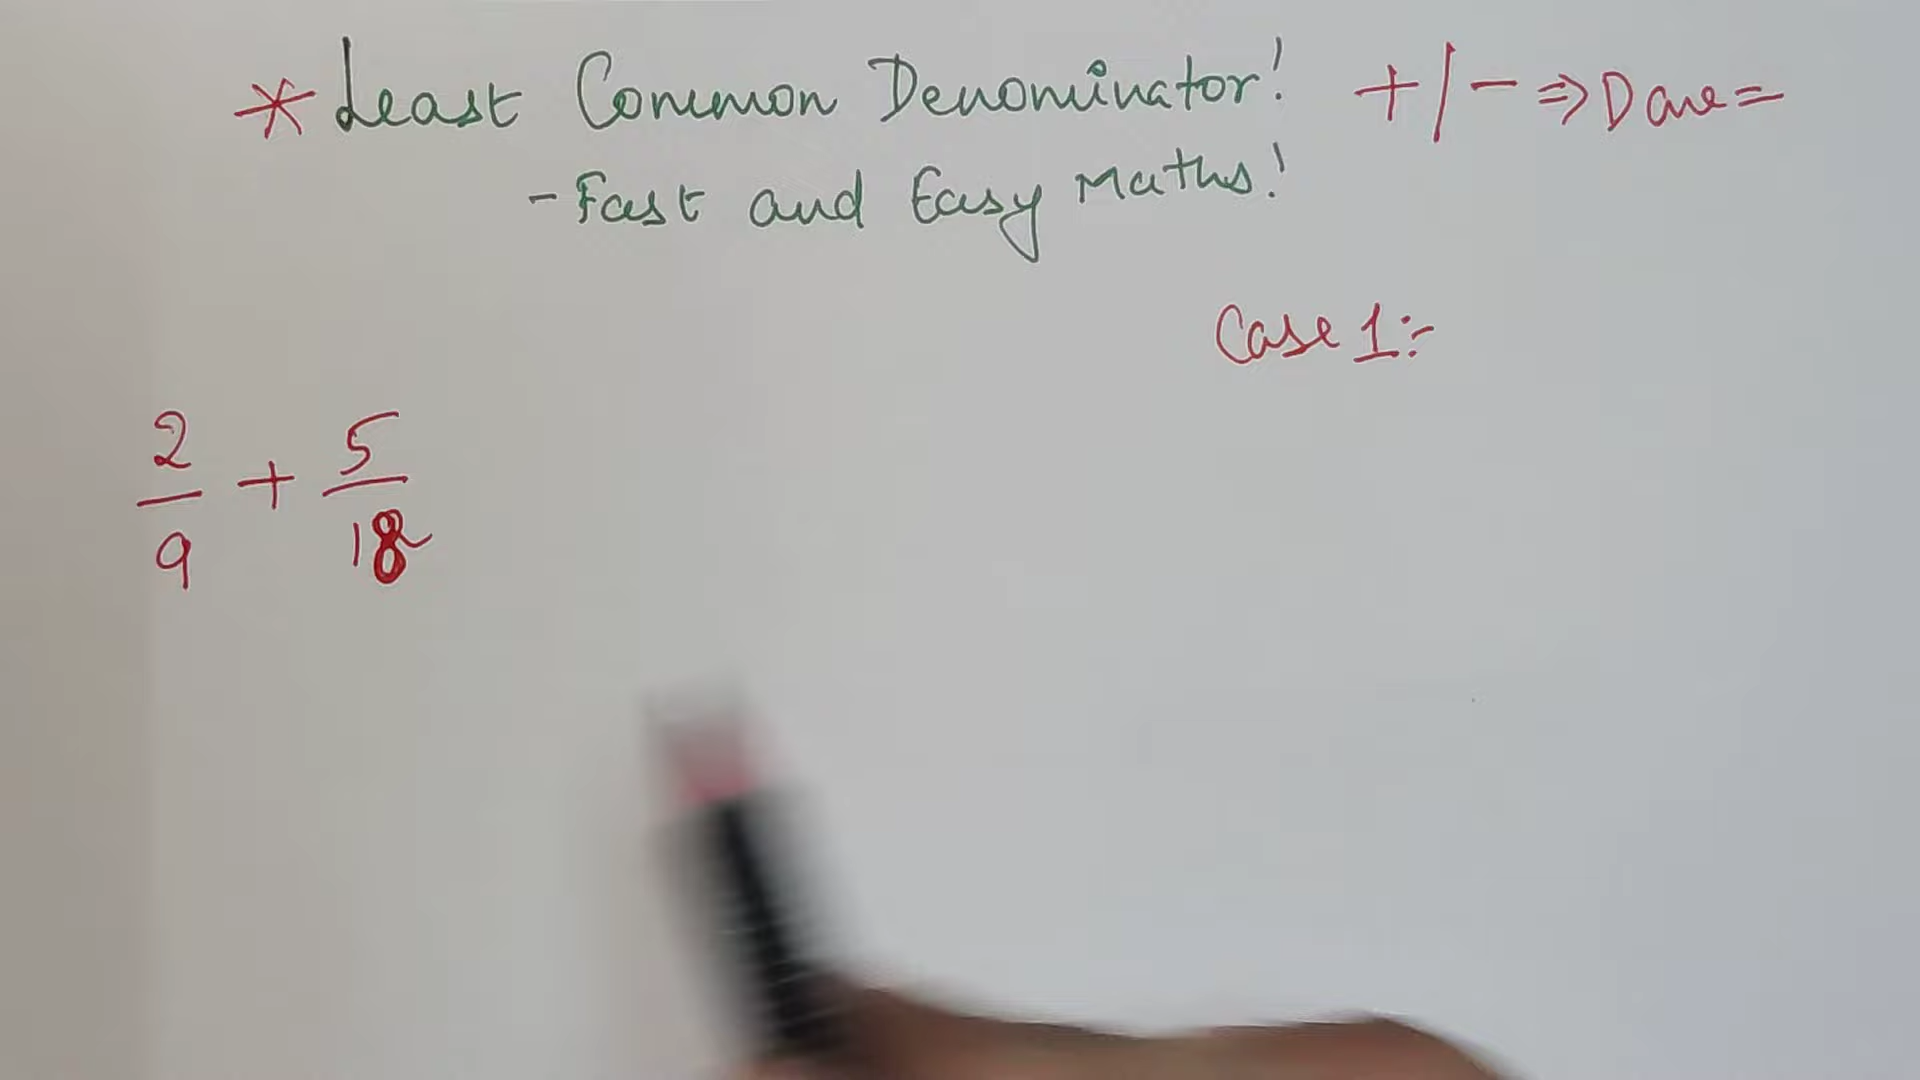 * Least Common Denominator! + / - ⇒ D are =
- Fast and Easy Maths!
Case 1:-
2/9 + 5/18